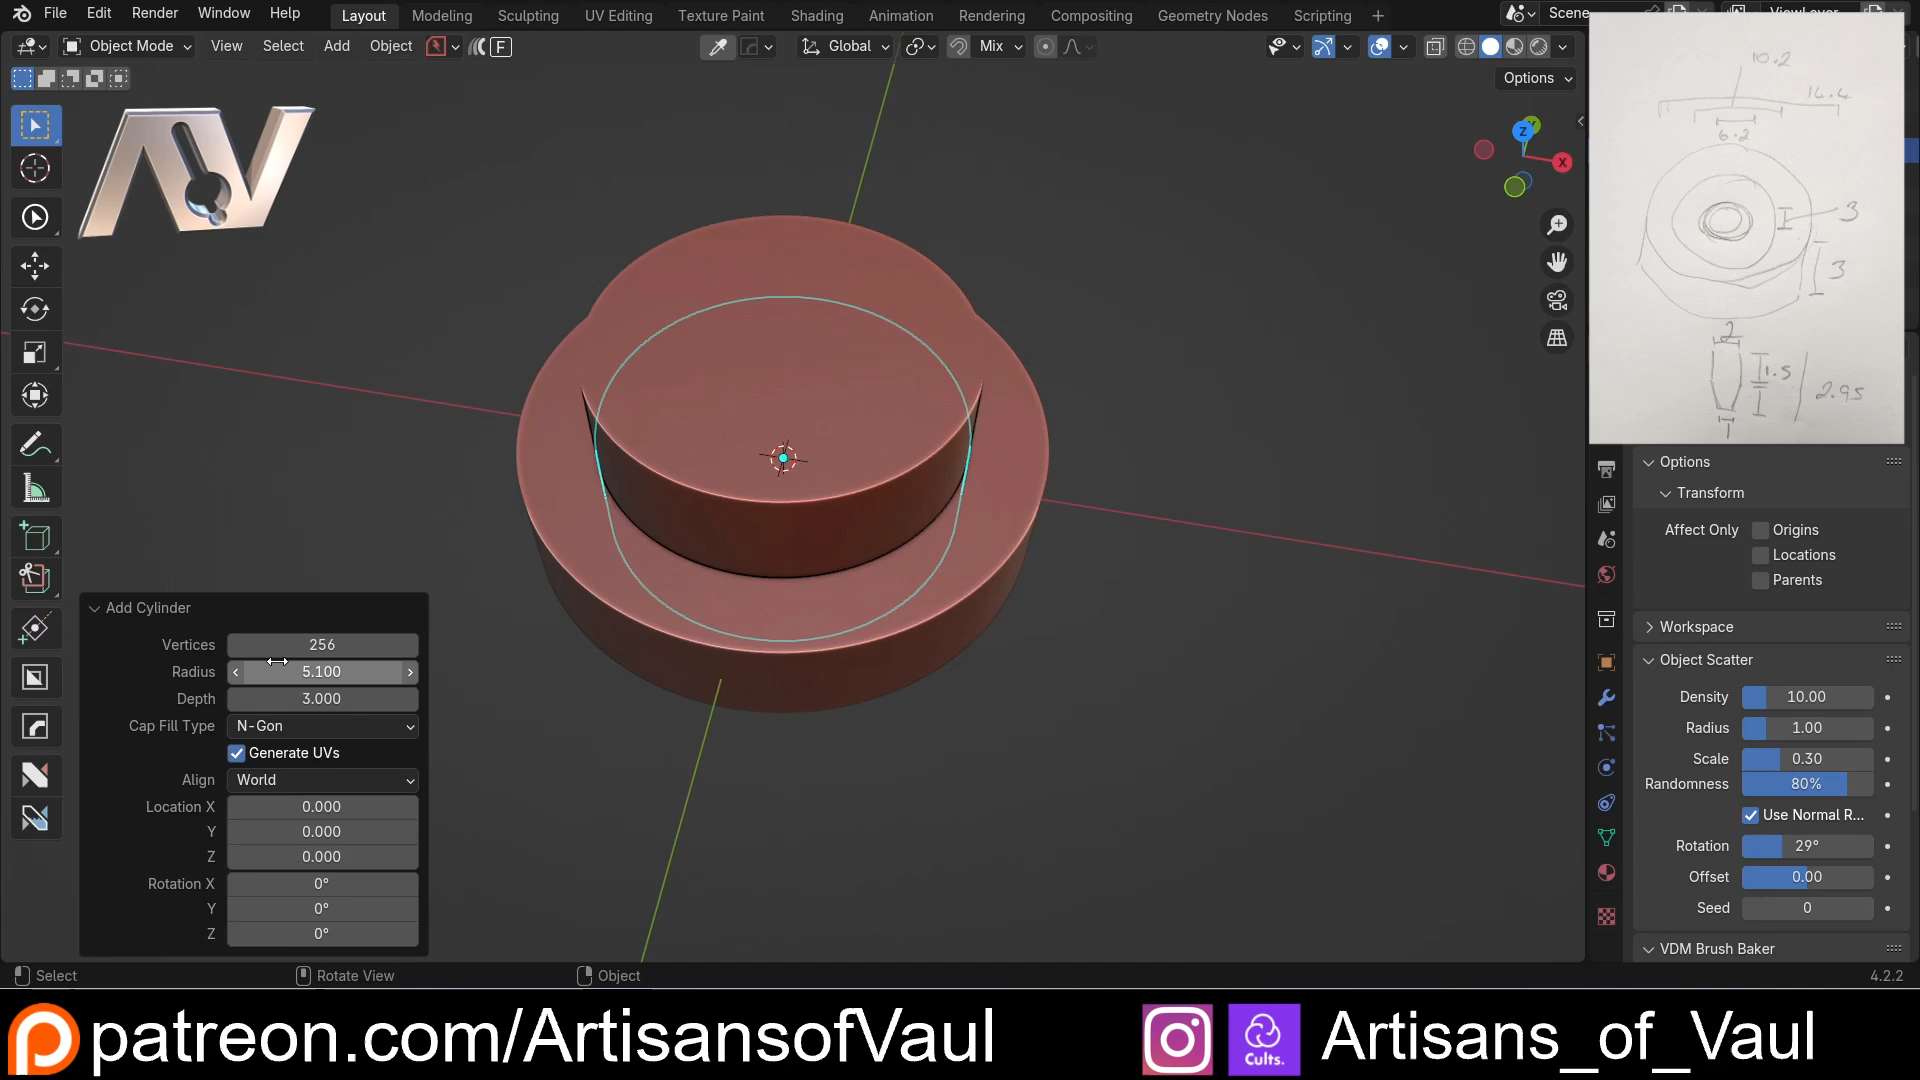 File Edit Render Window Help Layout Modeling Sculpting UV Editing Texture Paint Shading Animation Rendering Compositing Geometry Nodes Scripting + Scene ViewLayer
Object Mode View Select Add Object F Global Mix
Options
AV
Z
Y
X
10.2
14.4
6.2
3
3
2
1.5
2.95
1
Add Cylinder
Vertices 256
Radius 5.100
Depth 3.000
Cap Fill Type N-Gon
Generate UVs
Align World
Location X 0.000
Y 0.000
Z 0.000
Rotation X 0°
Y 0°
Z 0°
Options
Transform
Affect Only Origins
Locations
Parents
Workspace
Object Scatter
Density 10.00
Radius 1.00
Scale 0.30
Randomness 80%
Use Normal R...
Rotation 29°
Offset 0.00
Seed 0
VDM Brush Baker
Select Rotate View Object 4.2.2
patreon.com/ArtisansofVaul Cults. Artisans_of_Vaul